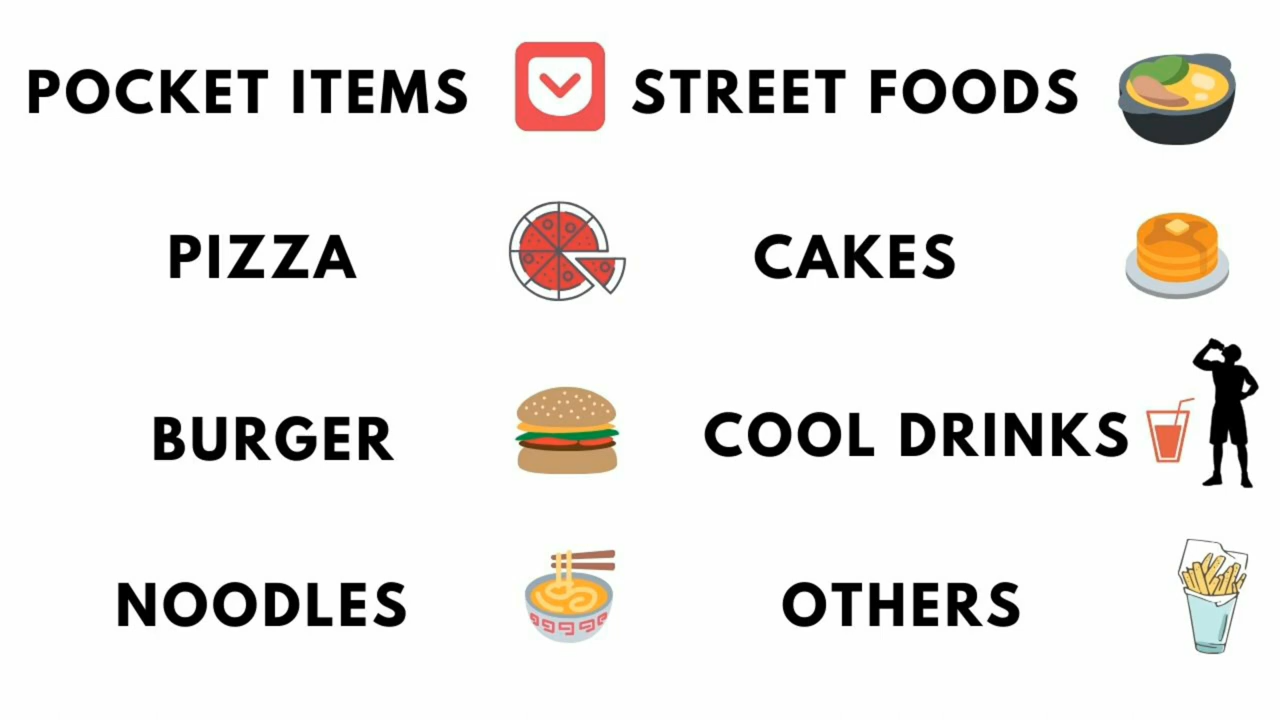 POCKET ITEMS
STREET FOODS
PIZZA
CAKES
BURGER
COOL DRINKS
NOODLES
OTHERS